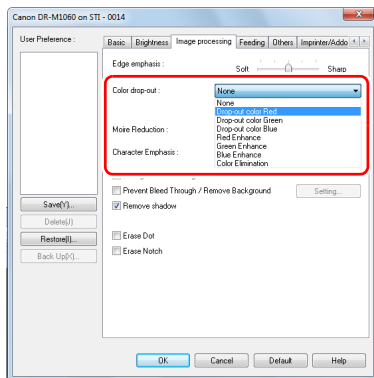 Canon DR-M1060 on STI - 0014
User Preference :
Basic Brightness Image processing Feeding Others Imprinter/Addo
Edge emphasis :
Soft Sharp
Color drop-out : None
None
Drop-out color Red
Drop-out color Green
Moire Reduction : Drop-out color Blue
Red Enhance
Green Enhance
Character Emphasis : Blue Enhance
Color Elimination
Prevent Bleed Through / Remove Background Setting...
Save(Y)... Remove shadow
Delete(J)
Restore(I)... Erase Dot
Back Up(X)... Erase Notch
OK Cancel Default Help